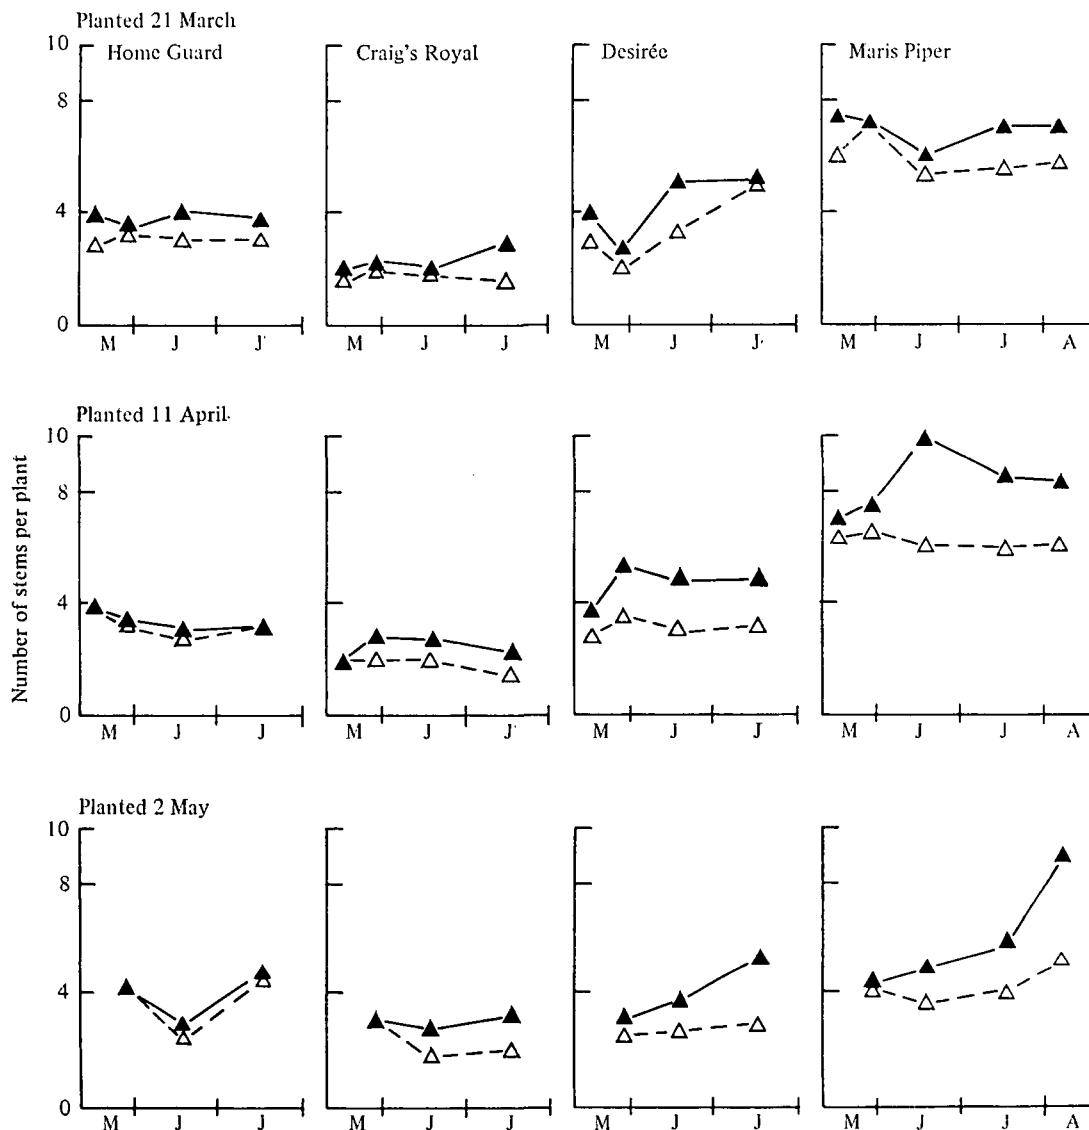 Planted 21 March
10
Home Guard
Craig's Royal
Desirée
Maris Piper
8
4
0
M J J
M J J
M J J
M J J A
Planted 11 April
10
8
4
0
M J J
M J J
M J J
M J J A
Number of stems per plant
Planted 2 May
10
8
4
0
M J J
M J J
M J J
M J J A